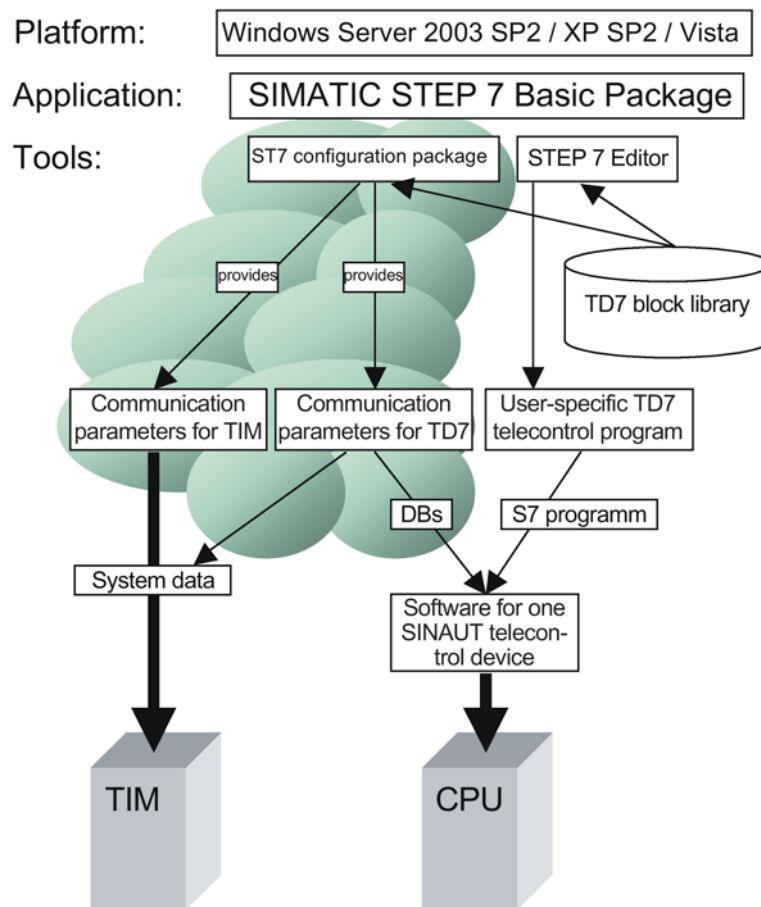 Platform: Windows Server 2003 SP2 / XP SP2 / Vista
Application: SIMATIC STEP 7 Basic Package
Tools: ST7 configuration package STEP 7 Editor
provides provides
TD7 block library
Communication
parameters for TIM
Communication
parameters for TD7
User-specific TD7
telecontrol program
DBs S7 programm
System data
Software for one
SINAUT telecon-
trol device
TIM CPU